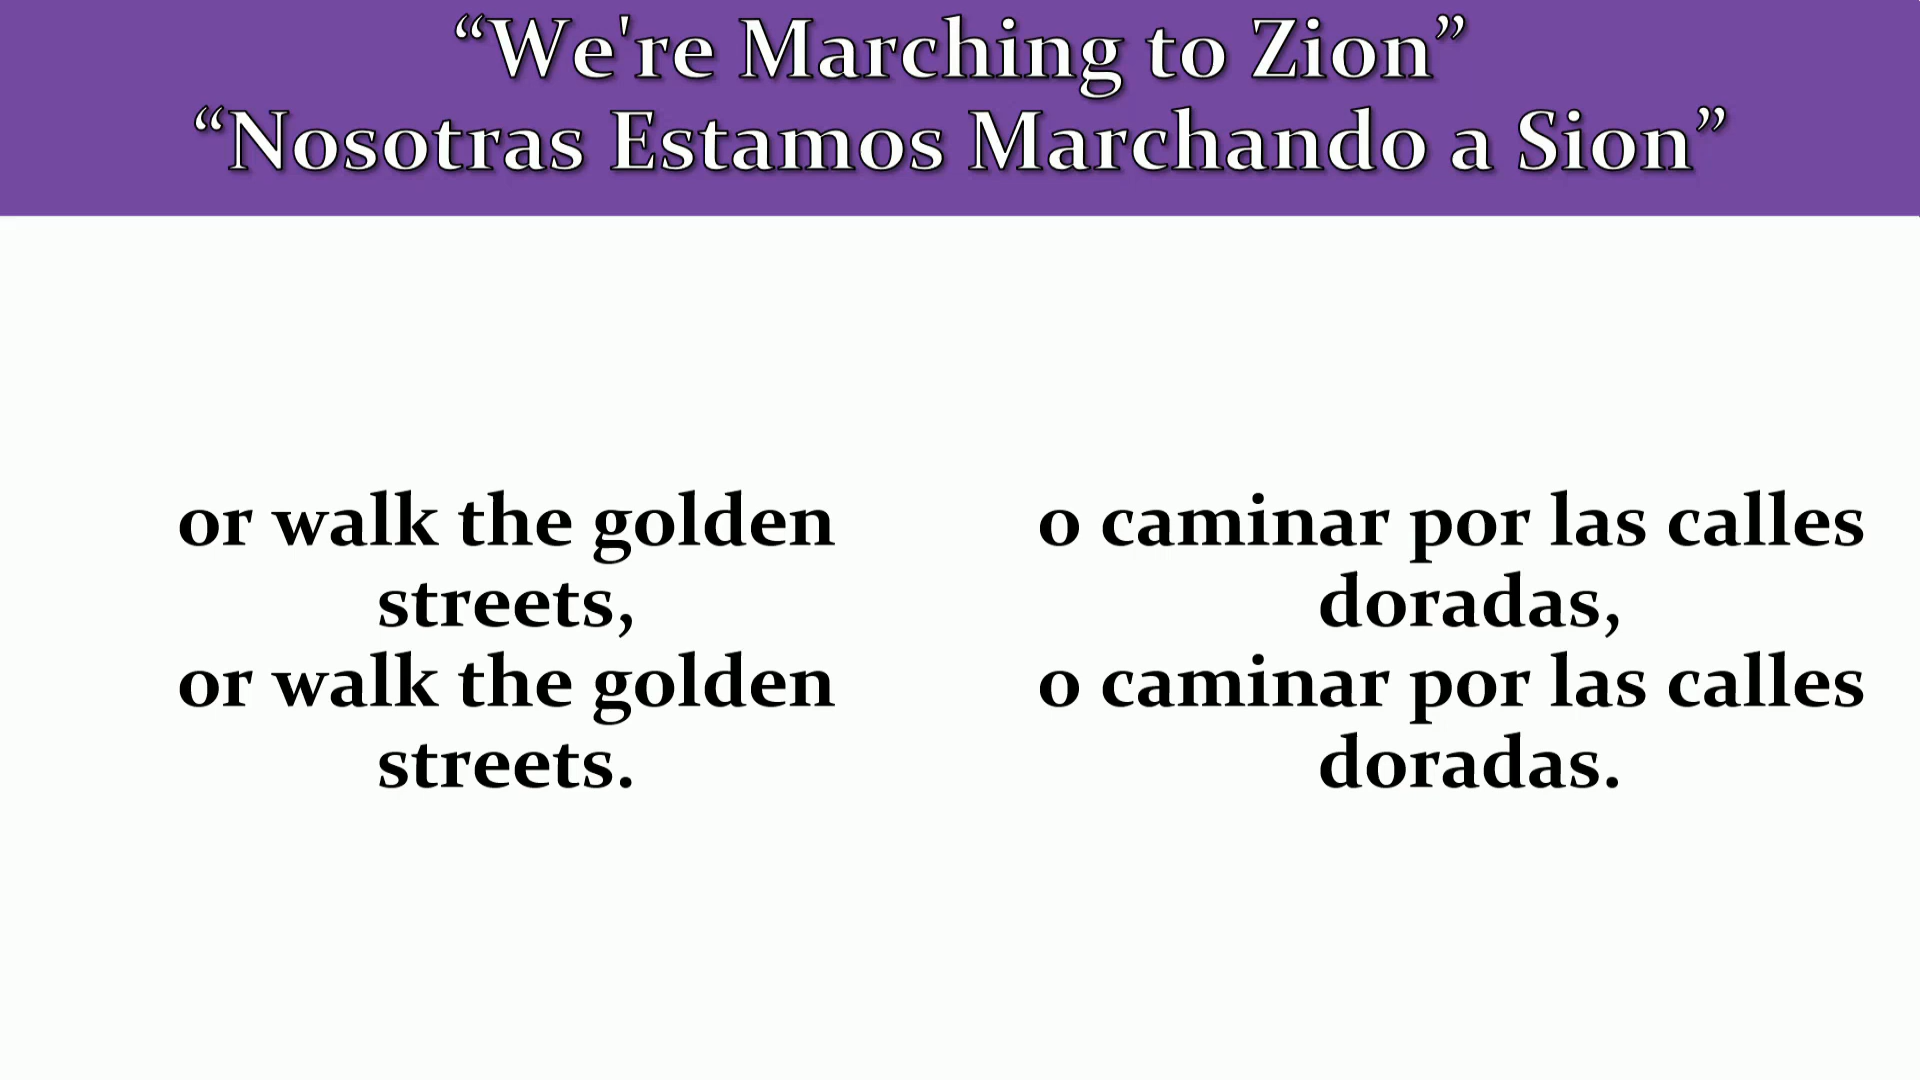 “We're Marching to Zion”
“Nosotras Estamos Marchando a Sion”
or walk the golden
streets,
or walk the golden
streets.
o caminar por las calles
doradas,
o caminar por las calles
doradas.